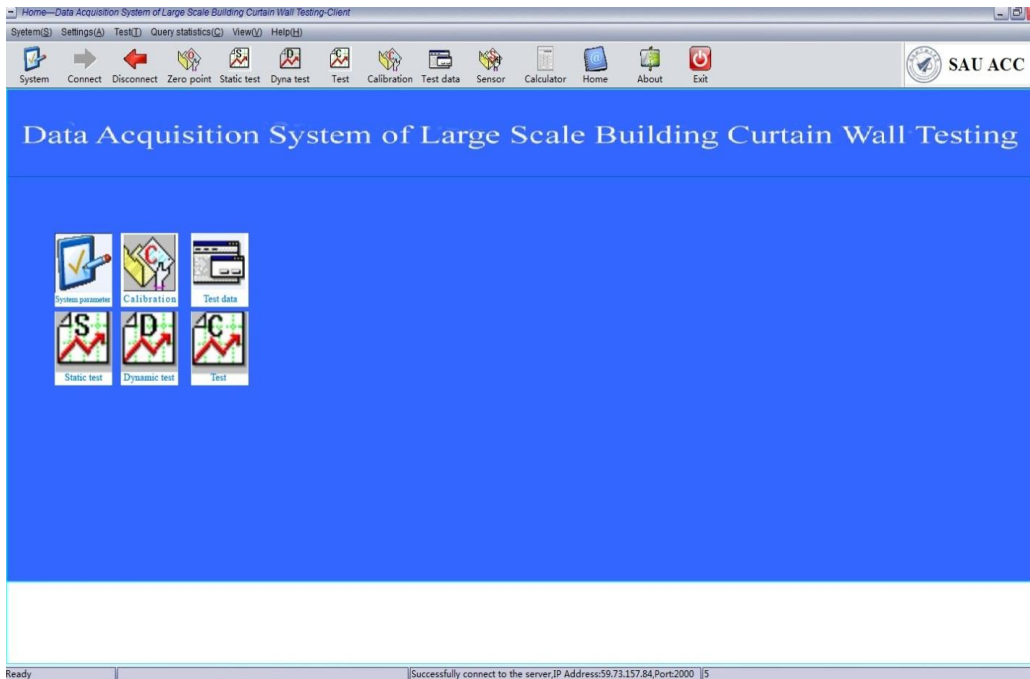 Home—Data Acquisition System of Large Scale Building Curtain Wall Testing-Client
System(S) Settings(A) Test(T) Query statistics(C) View(V) Help(H)
System Connect Disconnect Zero point Static test Dyna test Test Calibration Test data Sensor Calculator Home About Exit
SAU ACC
Data Acquisition System of Large Scale Building Curtain Wall Testing
System parameter Calibration Test data
Static test Dynamic test Test
Ready Successfully connect to the server,IP Address:59.73.157.84,Port:2000 5